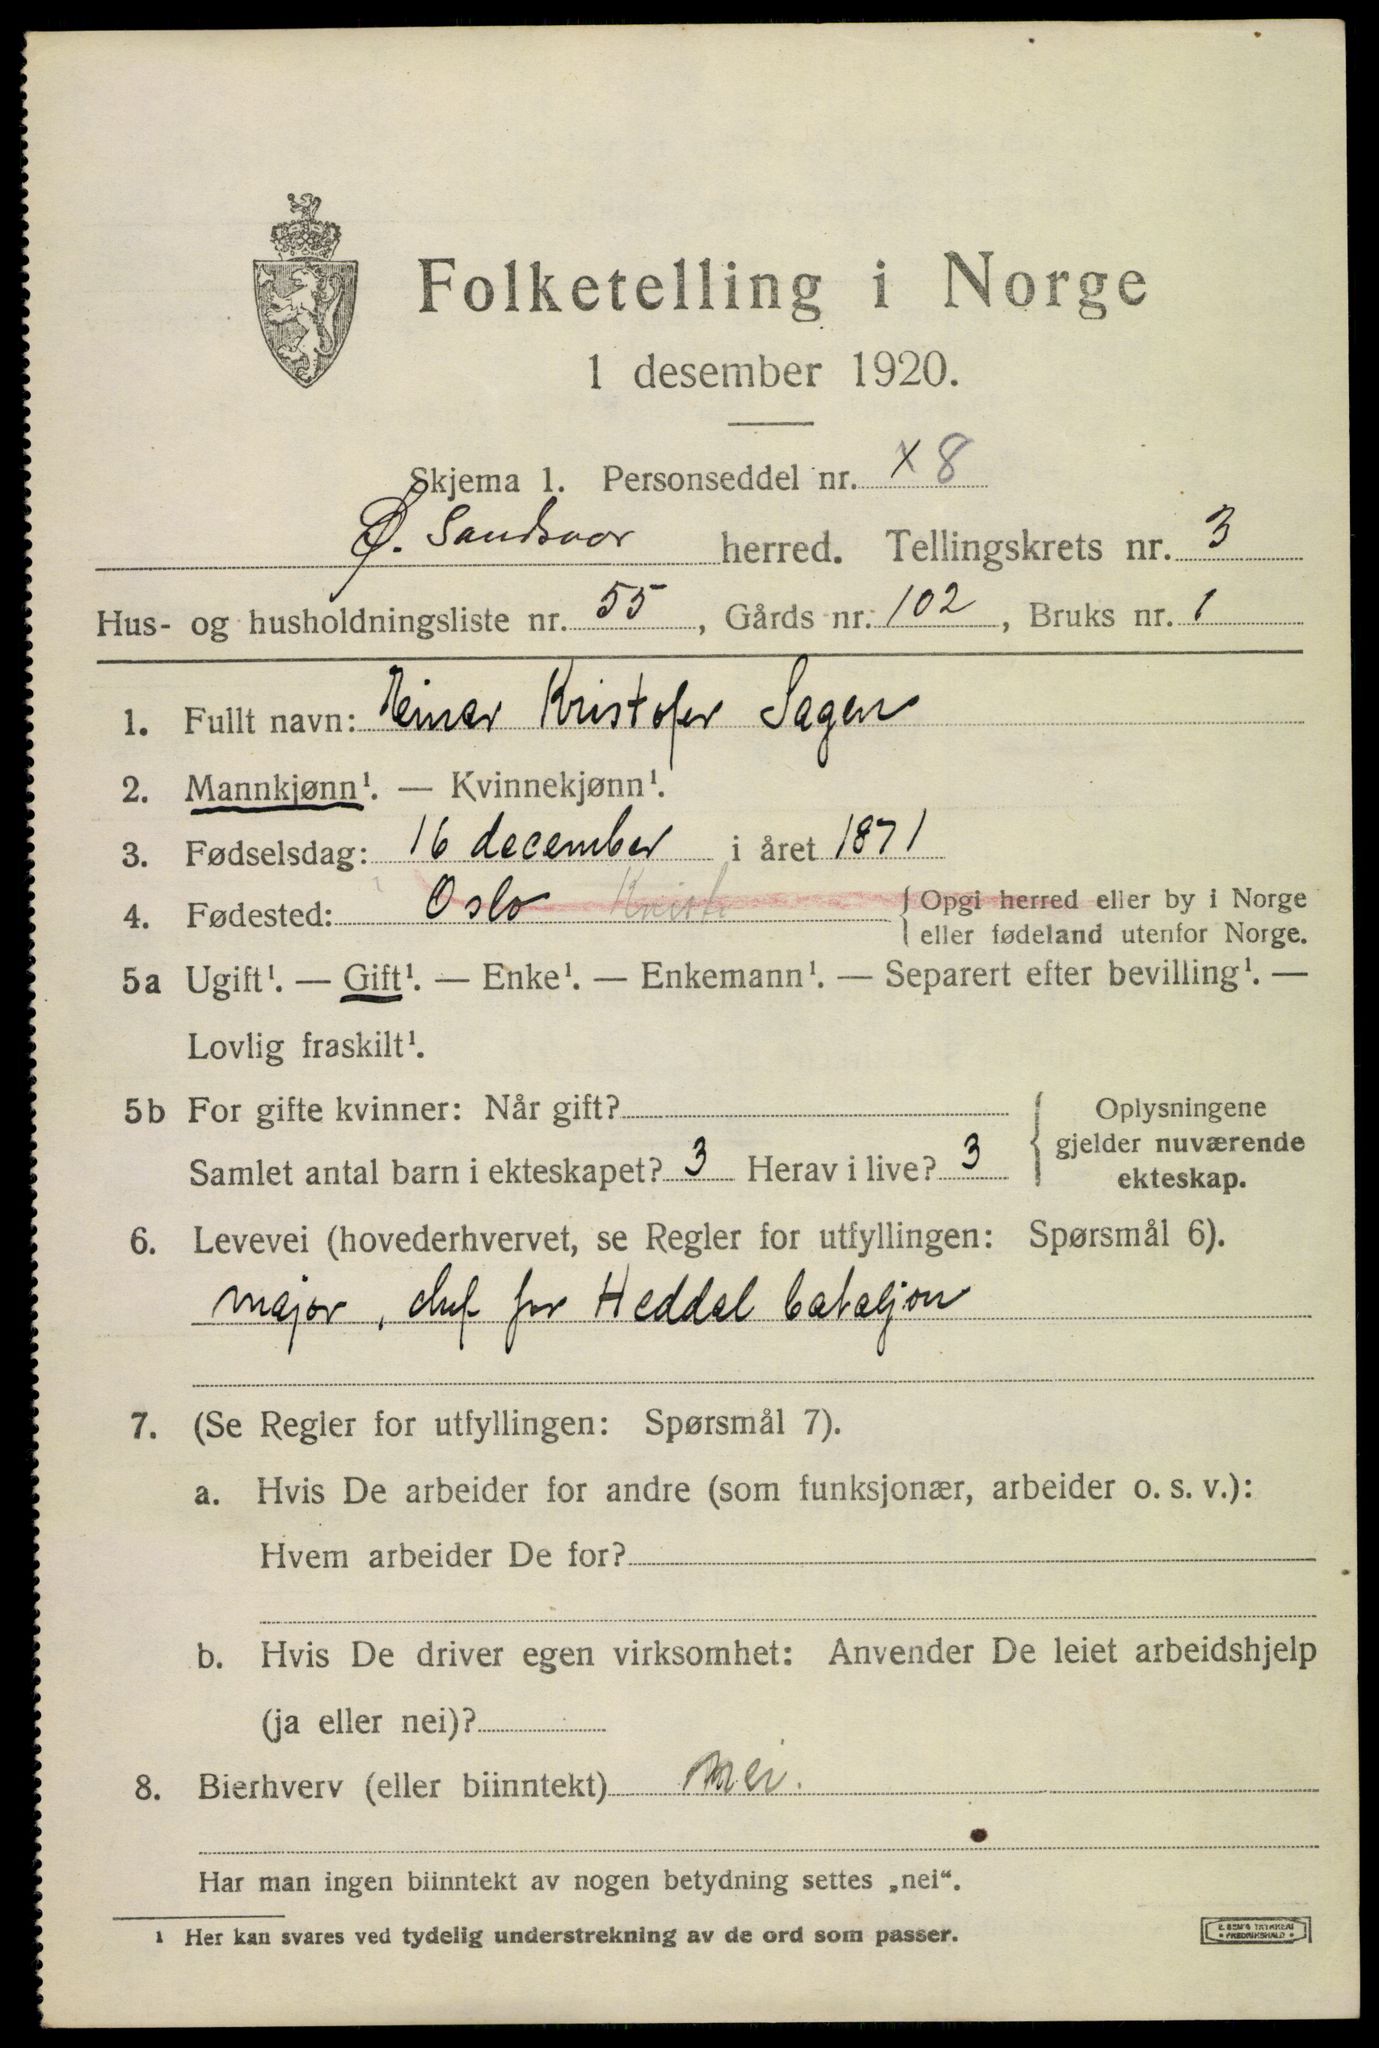 Folketelling i Norge
1 desember 1920.
Skjema 1. Personseddel nr. x 8
Ø. Sandsvær herred. Tellingskrets nr. 3
Hus- og husholdningsliste nr. 55, Gårds nr. 102, Bruks nr. 1
1. Fullt navn: Einar Kristofer Sagen
2. Mannkjønn¹. — Kvinnekjønn¹.
3. Fødselsdag: 16 december i året 1871
4. Fødested: Oslo Kristi { Opgi herred eller by i Norge
eller fødeland utenfor Norge.
5a Ugift¹. — Gift¹. — Enke¹. — Enkemann¹. — Separert efter bevilling¹. —
Lovlig fraskilt¹.
5b For gifte kvinner: Når gift?
Samlet antal barn i ekteskapet? 3 Herav i live? 3
{ Oplysningene
gjelder nuværende
ekteskap.
6. Levevei (hovederhvervet, se Regler for utfyllingen: Spørsmål 6).
major, chef for Heddal bataljon
7. (Se Regler for utfyllingen: Spørsmål 7).
a. Hvis De arbeider for andre (som funksjonær, arbeider o. s. v.):
Hvem arbeider De for?
b. Hvis De driver egen virksomhet: Anvender De leiet arbeidshjelp
(ja eller nei)?
8. Bierhverv (eller biinntekt) nei.
Har man ingen biinntekt av nogen betydning settes „nei“.
¹ Her kan svares ved tydelig understrekning av de ord som passer.
E. SEM'S TRYKKERI
FREDRIKSHALD